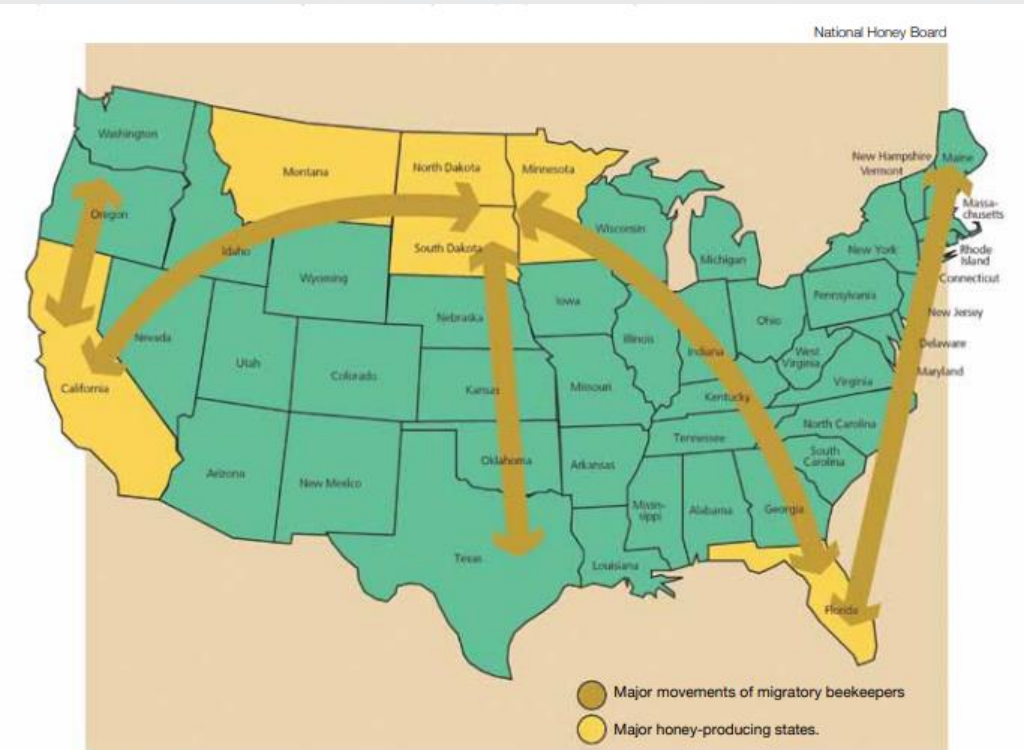 National Honey Board
Washington
Montana
North Dakota
Minnesota
New Hampshire
Maine
Vermont
Oregon
Massa-
chusetts
Idaho
South Dakota
Wisconsin
New York
Rhode
Island
Michigan
Wyoming
Connecticut
Iowa
Pennsylvania
Nebraska
New Jersey
Nevada
Illinois
Indiana
Ohio
Delaware
Utah
Colorado
West
Virginia
Maryland
California
Kansas
Missouri
Kentucky
Virginia
North Carolina
Tennessee
South
Carolina
Arizona
New Mexico
Oklahoma
Arkansas
Missis-
sippi
Alabama
Georgia
Texas
Louisiana
Florida
Major movements of migratory beekeepers
Major honey-producing states.